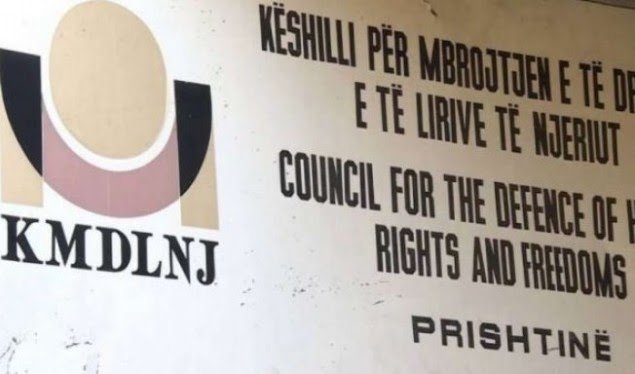 KMDLNJ
KËSHILLI PËR MBROJTJEN E TË
E TË LIRIVE TË NJERIUT
COUNCIL FOR THE DEFENCE OF
RIGHTS AND FREEDOMS
PRISHTINË